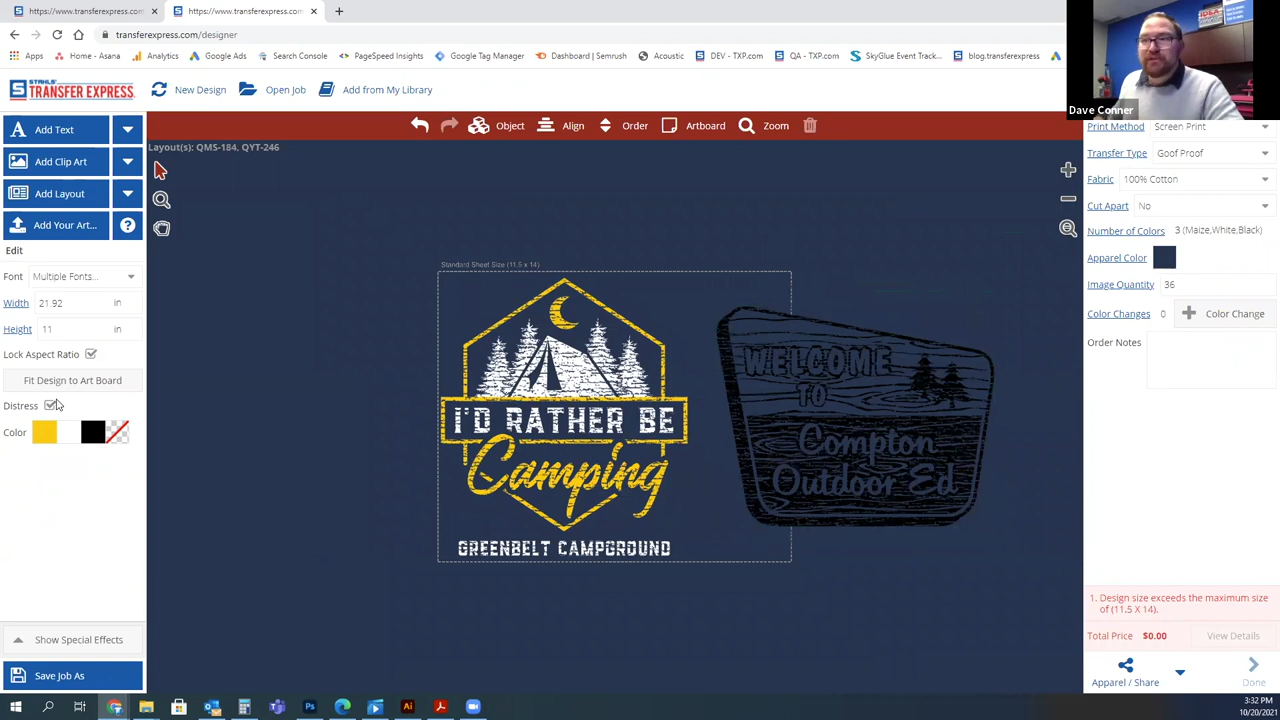 https://www.transferexpress.co
https://www.transferexpress.co
transferexpress.com/designer
Apps
Home - Asana
Analytics
Google Ads
Search Console
PageSpeed Insights
Google Tag Manager
Dashboard | Semrush
Acoustic
DEV - TXP.com
QA - TXP.com
SkyGlue Event Track...
blog.transferexpress
IDEA
Dave Conner
STAHLS'
TRANSFER EXPRESS
New Design
Open Job
Add from My Library
Add Text
Object
Align
Order
Artboard
Zoom
Print Method Screen Print
Layout(s): QMS-184, QYT-246
Transfer Type Goof Proof
Add Clip Art
Fabric 100% Cotton
Add Layout
Cut Apart No
Add Your Art...
Number of Colors 3 (Maize,White,Black)
Edit
Apparel Color
Font Multiple Fonts...
Standard Sheet Size (11.5 x 14)
Image Quantity 36
Width 21.92 in
Color Changes 0 Color Change
Height 11 in
Order Notes
Lock Aspect Ratio
Fit Design to Art Board
Distress
Color
WELCOME
TO
Compton
Outdoor Ed
I'D RATHER BE
Camping
GREENBELT CAMPGROUND
1. Design size exceeds the maximum size
of (11.5 X 14).
Total Price $0.00 View Details
Show Special Effects
Save Job As
Apparel / Share
Done
3:32 PM
10/20/2021